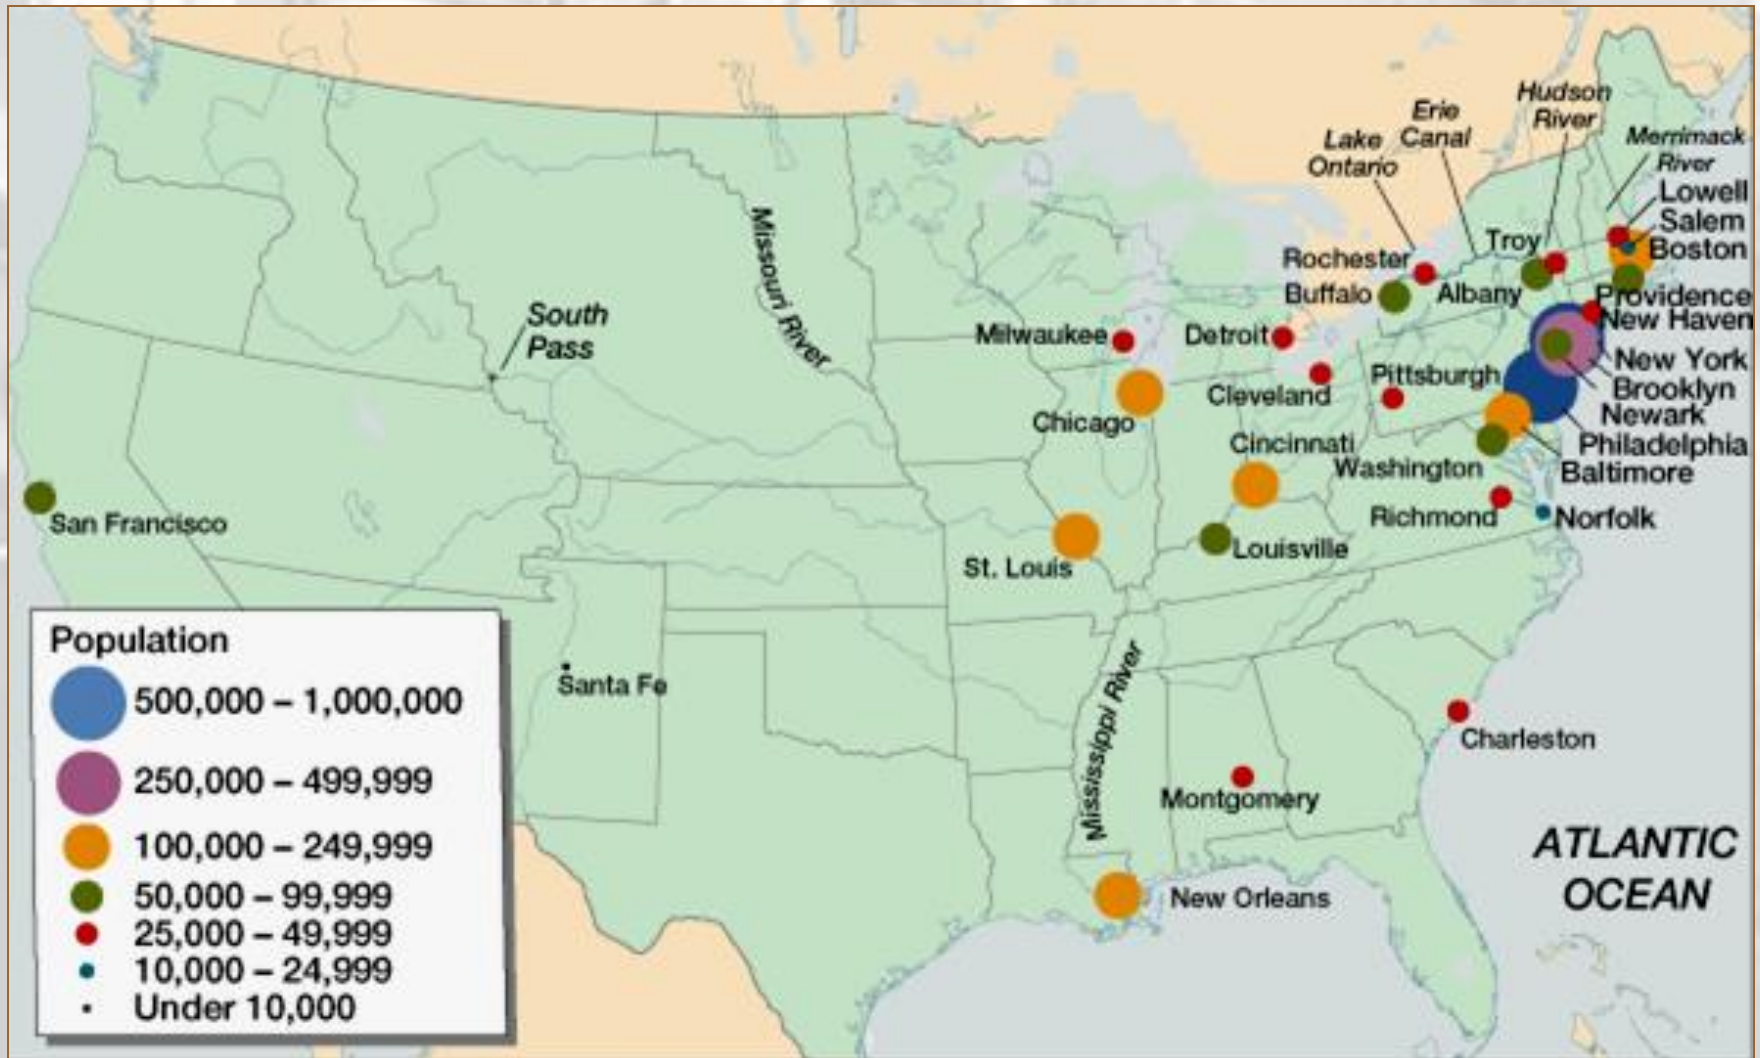 Hudson
River
Erie
Canal
Lake
Ontario
Merrimack
River
Lowell
Salem
Boston
Troy
Rochester
Buffalo
Albany
Providence
New Haven
Missouri River
South
Pass
Milwaukee
Detroit
New York
Pittsburgh
Cleveland
Brooklyn
Newark
Chicago
Cincinnati
Philadelphia
Washington
Baltimore
San Francisco
Richmond
Norfolk
Louisville
St. Louis
Santa Fe
Mississippi River
Charleston
Montgomery
New Orleans
ATLANTIC
OCEAN
Population
500,000 – 1,000,000
250,000 – 499,999
100,000 – 249,999
50,000 – 99,999
25,000 – 49,999
10,000 – 24,999
Under 10,000